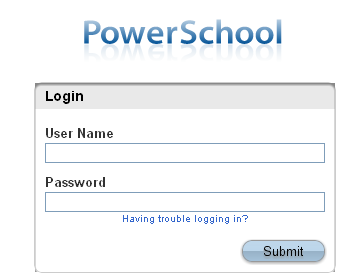 PowerSchool
Login
User Name
Password
Having trouble logging in?
Submit